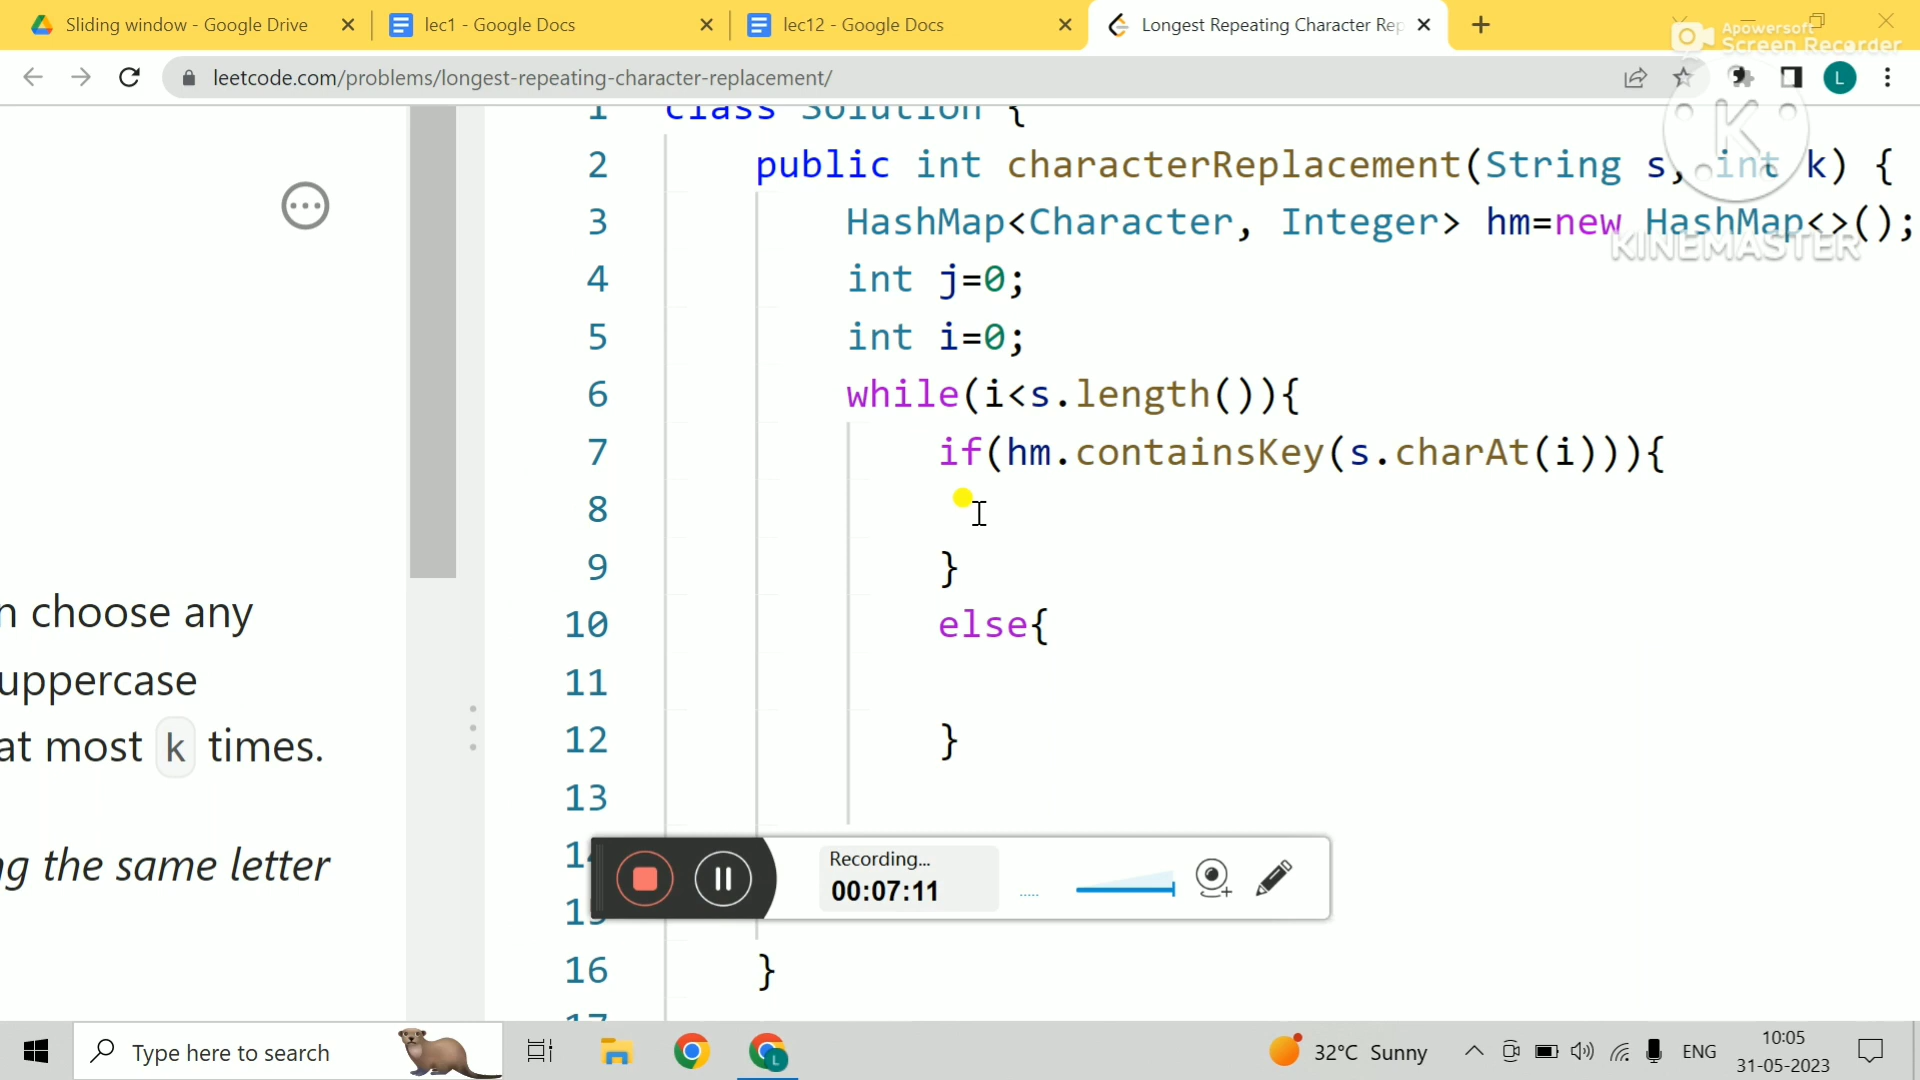 Sliding window - Google Drive
lec1 - Google Docs
lec12 - Google Docs
Longest Repeating Character Rep
Apowersoft
Screen Recorder
leetcode.com/problems/longest-repeating-character-replacement/
L
K
KINEMASTER
n choose any
uppercase
at most k times.
g the same letter
1 class Solution {
2 public int characterReplacement(String s, int k) {
3 HashMap<Character, Integer> hm=new HashMap<>();
4 int j=0;
5 int i=0;
6 while(i<s.length()){
7 if(hm.containsKey(s.charAt(i))){
8
9 }
10 else{
11
12 }
13
14
15
16 }
17
Recording...
00:07:11
Type here to search
L
32°C Sunny
ENG
10:05
31-05-2023